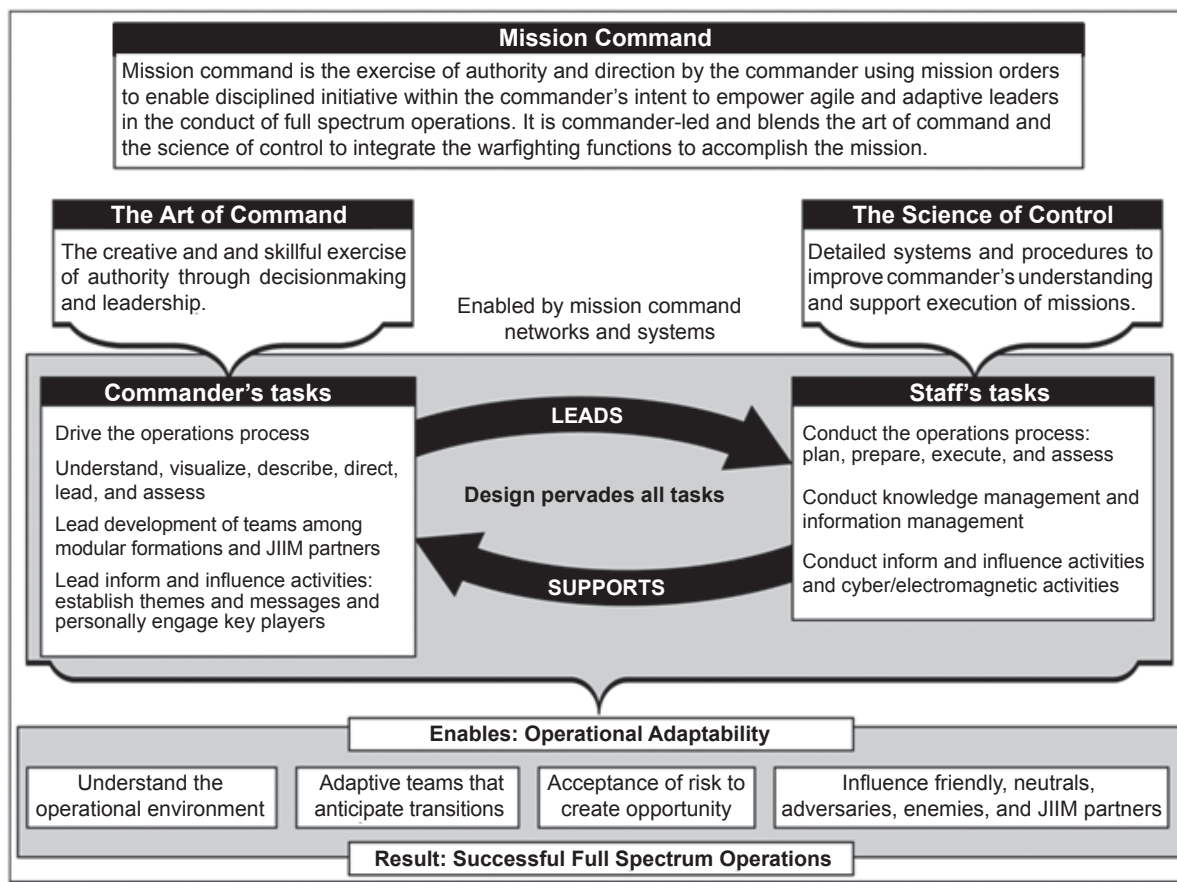 Mission Command
Mission command is the exercise of authority and direction by the commander using mission orders
to enable disciplined initiative within the commander's intent to empower agile and adaptive leaders
in the conduct of full spectrum operations. It is commander-led and blends the art of command and
the science of control to integrate the warfighting functions to accomplish the mission.
The Art of Command
The creative and and skillful exercise
of authority through decisionmaking
and leadership.
The Science of Control
Detailed systems and procedures to
improve commander's understanding
and support execution of missions.
Enabled by mission command
networks and systems
Commander's tasks
Drive the operations process
Understand, visualize, describe, direct,
lead, and assess
Lead development of teams among
modular formations and JIIM partners
Lead inform and influence activities:
establish themes and messages and
personally engage key players
LEADS
Design pervades all tasks
SUPPORTS
Staff's tasks
Conduct the operations process:
plan, prepare, execute, and assess
Conduct knowledge management and
information management
Conduct inform and influence activities
and cyber/electromagnetic activities
Enables: Operational Adaptability
Understand the
operational environment
Adaptive teams that
anticipate transitions
Acceptance of risk to
create opportunity
Influence friendly, neutrals,
adversaries, enemies, and JIIM partners
Result: Successful Full Spectrum Operations